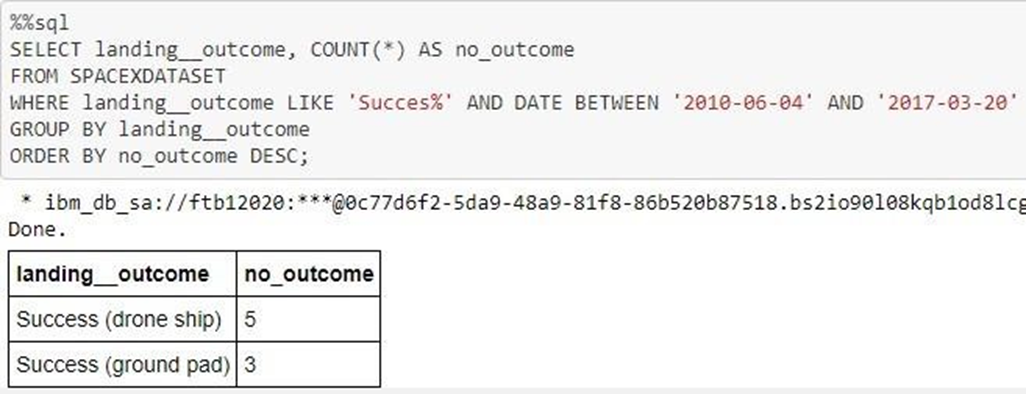 %%sql
SELECT landing__outcome, COUNT(*) AS no_outcome
FROM SPACEXDATASET
WHERE landing__outcome LIKE 'Succes%' AND DATE BETWEEN '2010-06-04' AND '2017-03-20'
GROUP BY landing__outcome
ORDER BY no_outcome DESC;
* ibm_db_sa://ftb12020:***@0c77d6f2-5da9-48a9-81f8-86b520b87518.bs2io90l08kqb1od8lcg
Done.
landing__outcome no_outcome
Success (drone ship) 5
Success (ground pad) 3